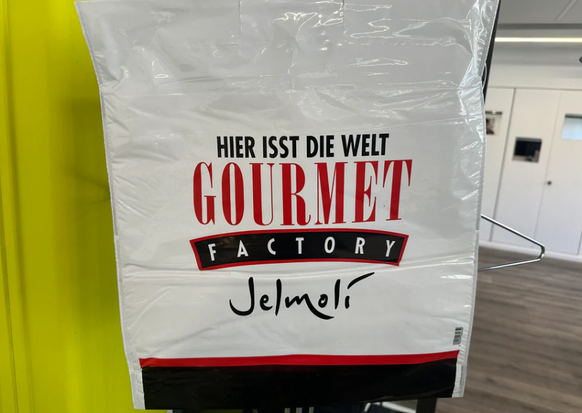 HIER ISST DIE WELT
GOURMET
FACTORY
Jelmoli